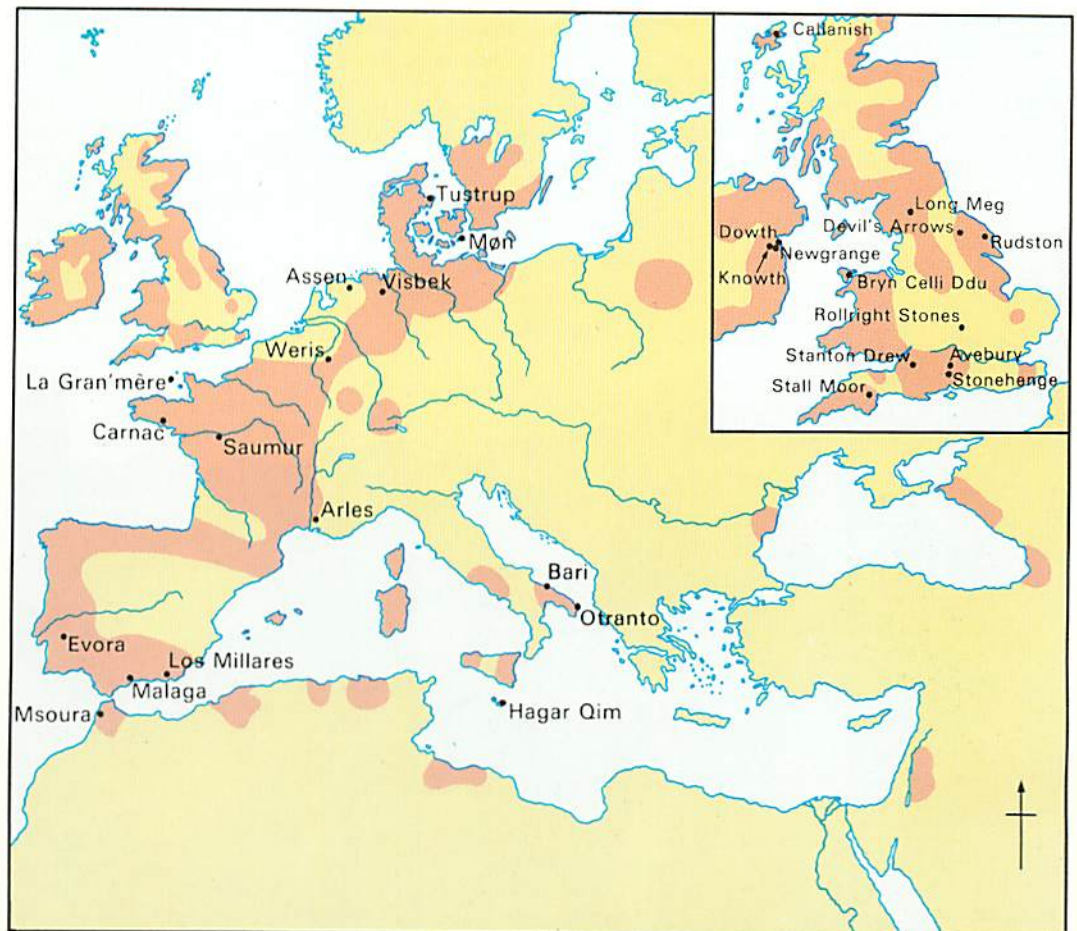 Callanish
Long Meg
Devil's Arrows
Rudston
Dowth
Newgrange
Knowth
Bryn Celli Ddu
Rollright Stones
Stanton Drew
Avebury
Stonehenge
Stall Moor
Tustrup
Møn
Assen
Visbek
Weris
La Gran'mêre
Carnac
Saumur
Arles
Bari
Otranto
Evora
Los Millares
Malaga
Msoura
Hagar Qim